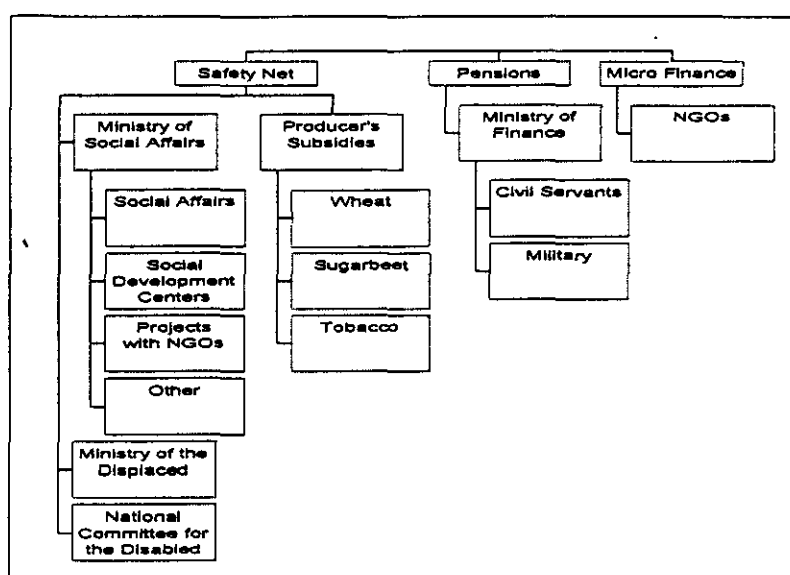 Safety Net
Pensions
Micro Finance
Ministry of
Social Affairs
Producer's
Subsidies
Ministry of
Finance
NGOs
Social Affairs
Wheat
Civil Servants
Social
Development
Centers
Sugarbeet
Military
Projects
with NGOs
Tobacco
Other
Ministry of the
Displaced
National
Committee for
the Disabled